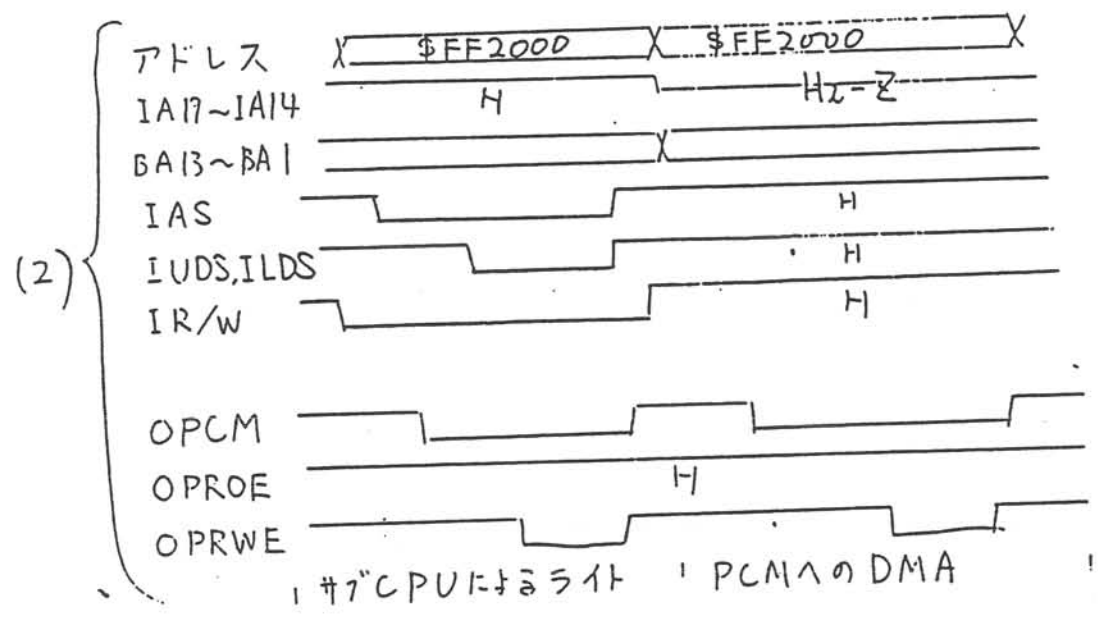 アドレス $FF2000 $FF2000
IA17~IA14 H Hi-Z
BA13~BA1
IAS H
(2) IUDS,ILDS H
IR/W H
OPCM
OPROE H
OPRWE
サブCPUによるライト PCMへのDMA